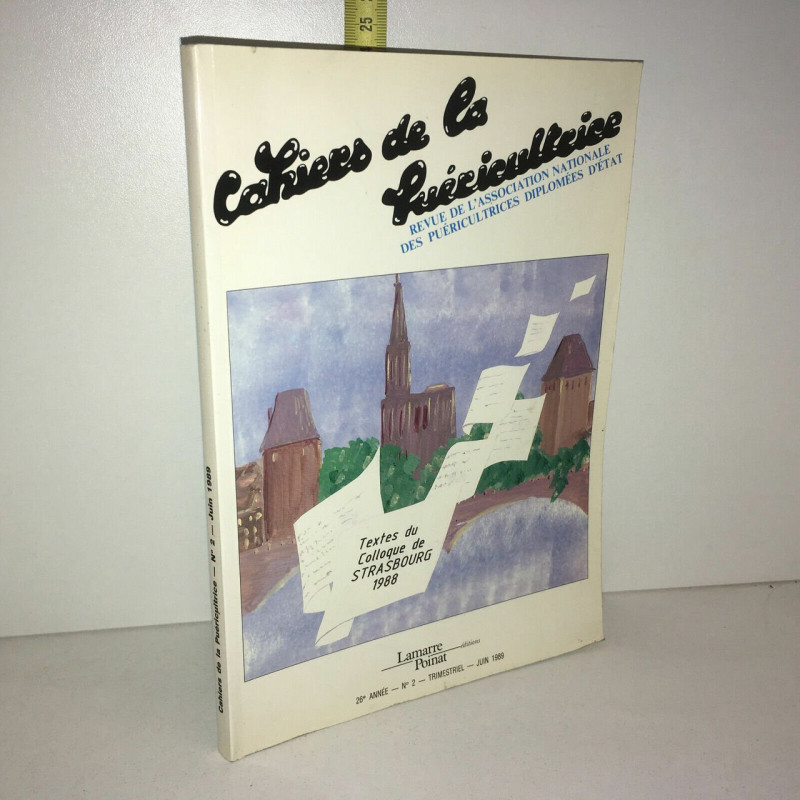 25
Cahiers de la
Puéricultrice
REVUE DE L'ASSOCIATION NATIONALE
DES PUÉRICULTRICES DIPLOMÉES D'ÉTAT
Textes du
Colloque de
STRASBOURG
1988
Lamarre
Poinat
éditions
26e ANNÉE — N° 2 — TRIMESTRIEL — JUIN 1989
Cahiers de la Puéricultrice — N° 2 — Juin 1989